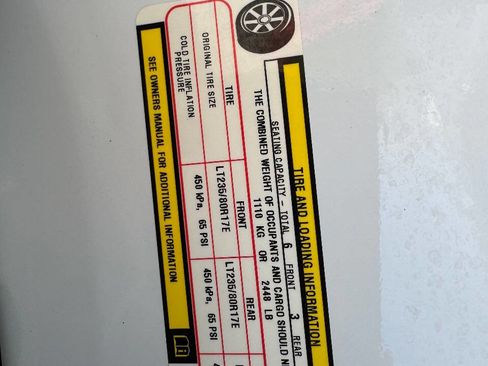 TIRE AND LOADING INFORMATION
SEATING CAPACITY – TOTAL 6 FRONT 3 REAR
THE COMBINED WEIGHT OF OCCUPANTS AND CARGO SHOULD
1110 KG OR 2448 LB
TIRE FRONT REAR
ORIGINAL TIRE SIZE LT235/80R17E LT235/80R17E
COLD TIRE INFLATION PRESSURE 450 kPa, 65 PSI 450 kPa, 65 PSI
SEE OWNERS MANUAL FOR ADDITIONAL INFORMATION